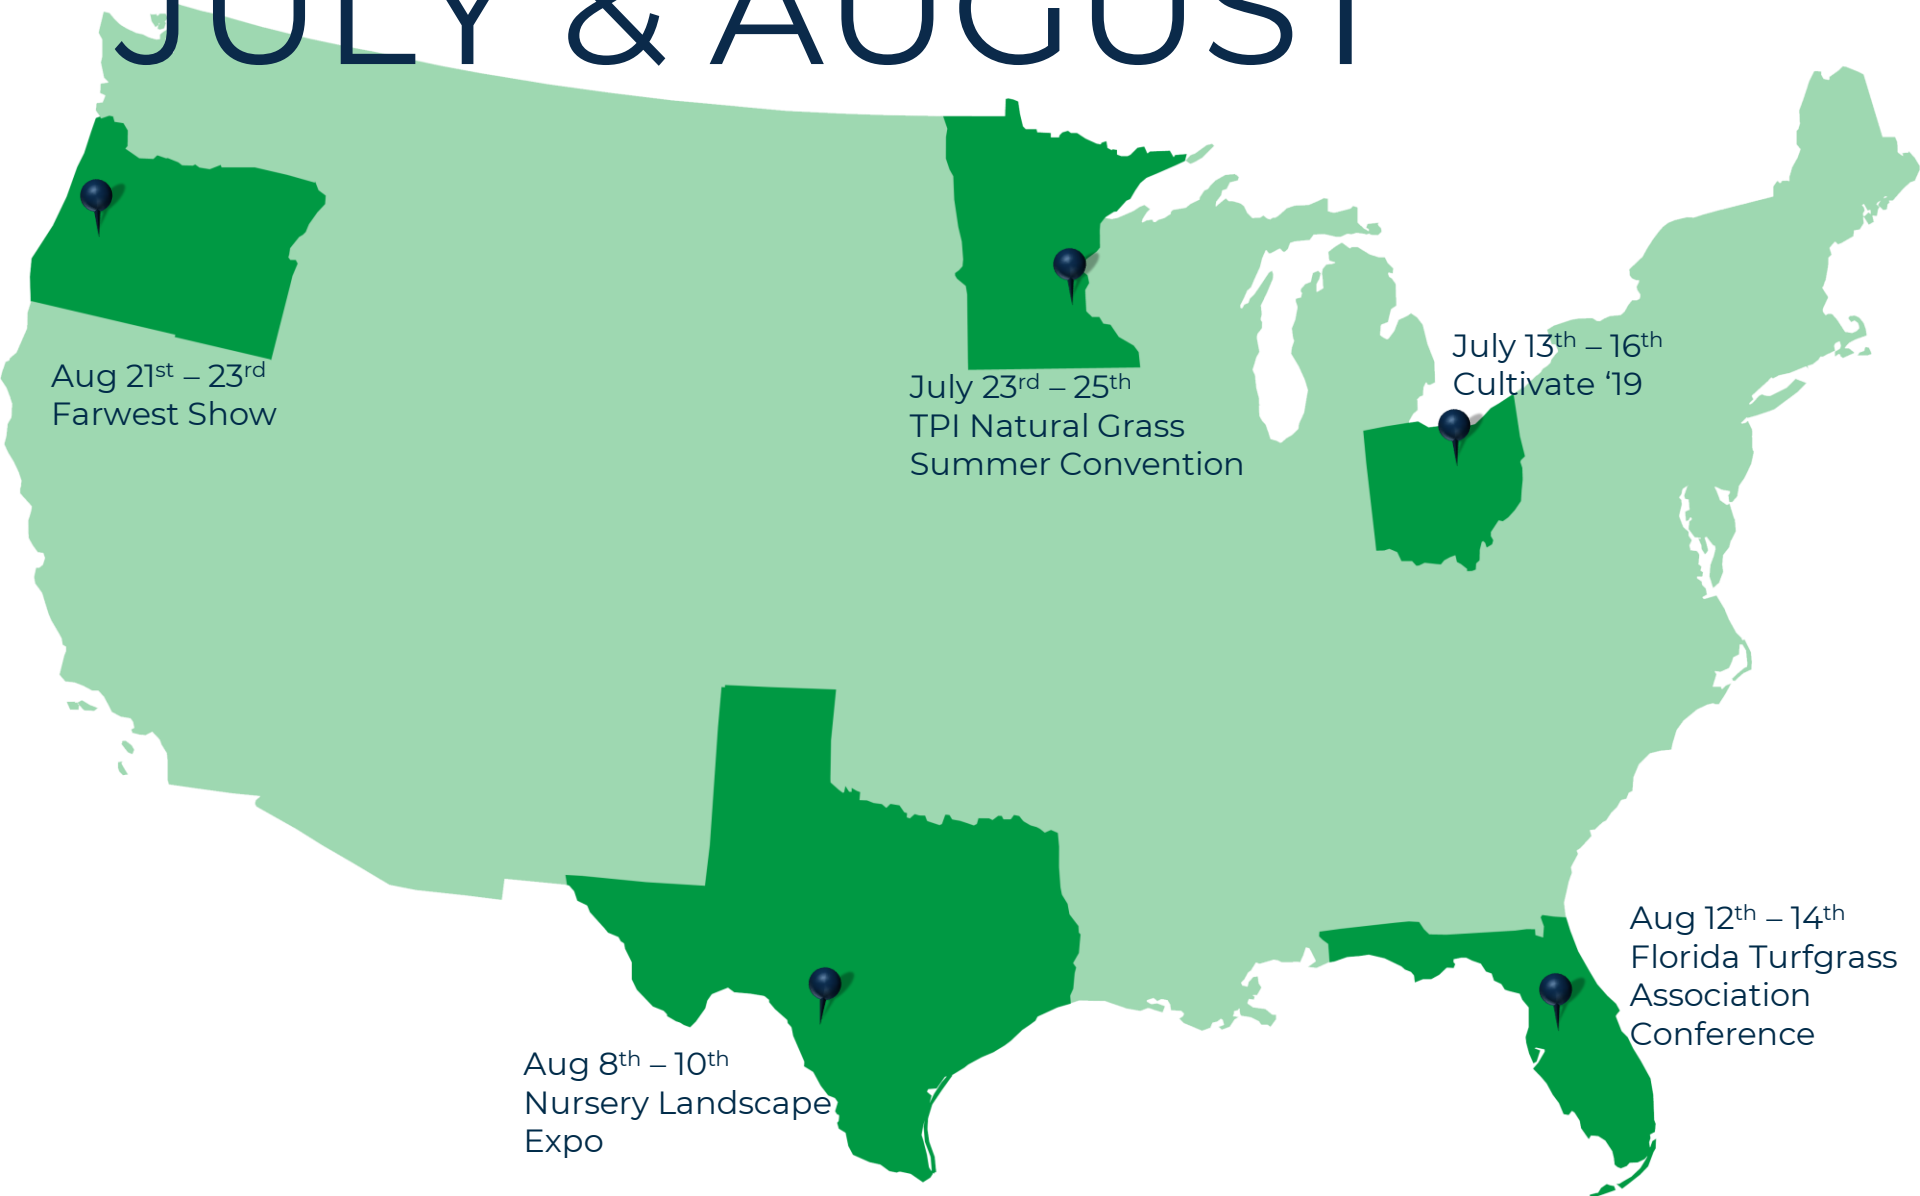 JULY & AUGUST
July 13th – 16th
Cultivate ‘19
Aug 21st – 23rd
Farwest Show
July 23rd – 25th
TPI Natural Grass
Summer Convention
Aug 12th – 14th
Florida Turfgrass
Association
Conference
Aug 8th – 10th
Nursery Landscape
Expo